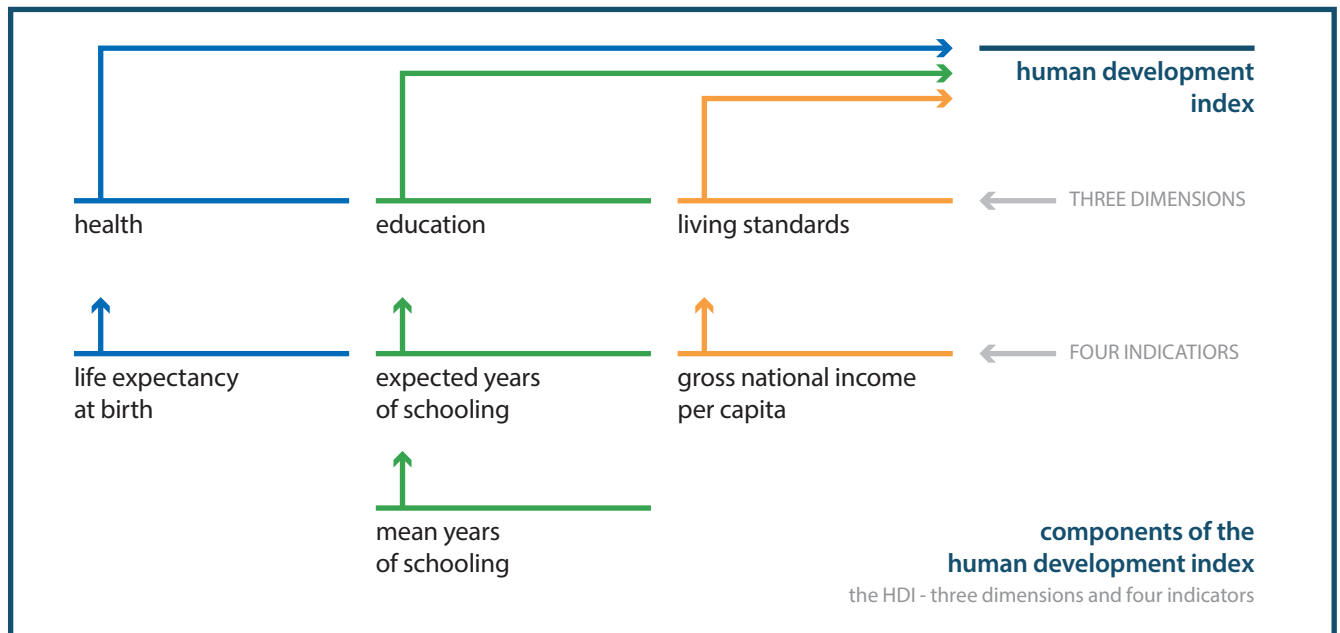 human development
index
THREE DIMENSIONS
health
education
living standards
FOUR INDICATIORS
life expectancy
at birth
expected years
of schooling
gross national income
per capita
mean years
of schooling
components of the
human development index
the HDI - three dimensions and four indicators